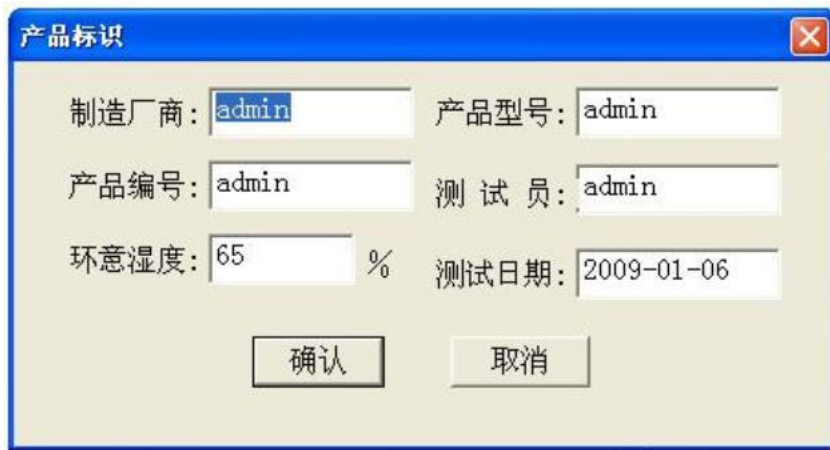 产品标识
制造厂商: admin 产品型号: admin
产品编号: admin 测 试 员: admin
环意湿度: 65 % 测试日期: 2009-01-06
确认 取消